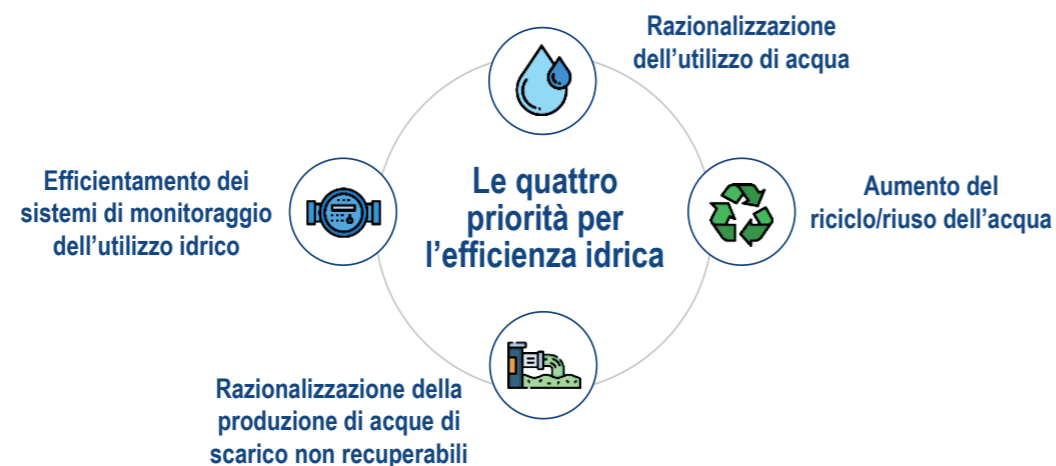 Razionalizzazione
dell’utilizzo di acqua
Efficientamento dei
sistemi di monitoraggio
dell’utilizzo idrico
Le quattro
priorità per
l’efficienza idrica
Aumento del
riciclo/riuso dell’acqua
Razionalizzazione della
produzione di acque di
scarico non recuperabili